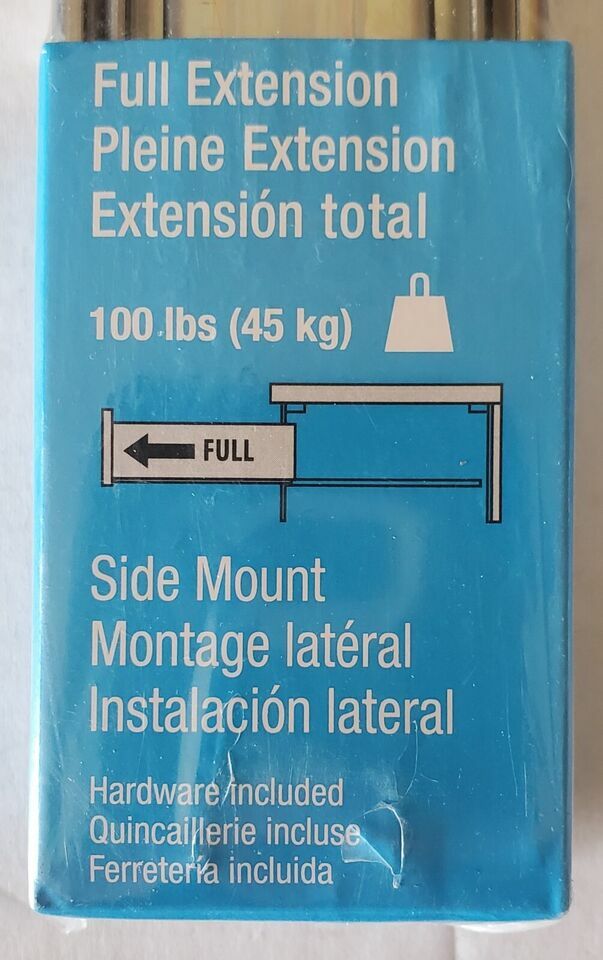 Full Extension
Pleine Extension
Extensión total
100 lbs (45 kg)
FULL
Side Mount
Montage latéral
Instalación lateral
Hardware included
Quincaillerie incluse
Ferretería incluida